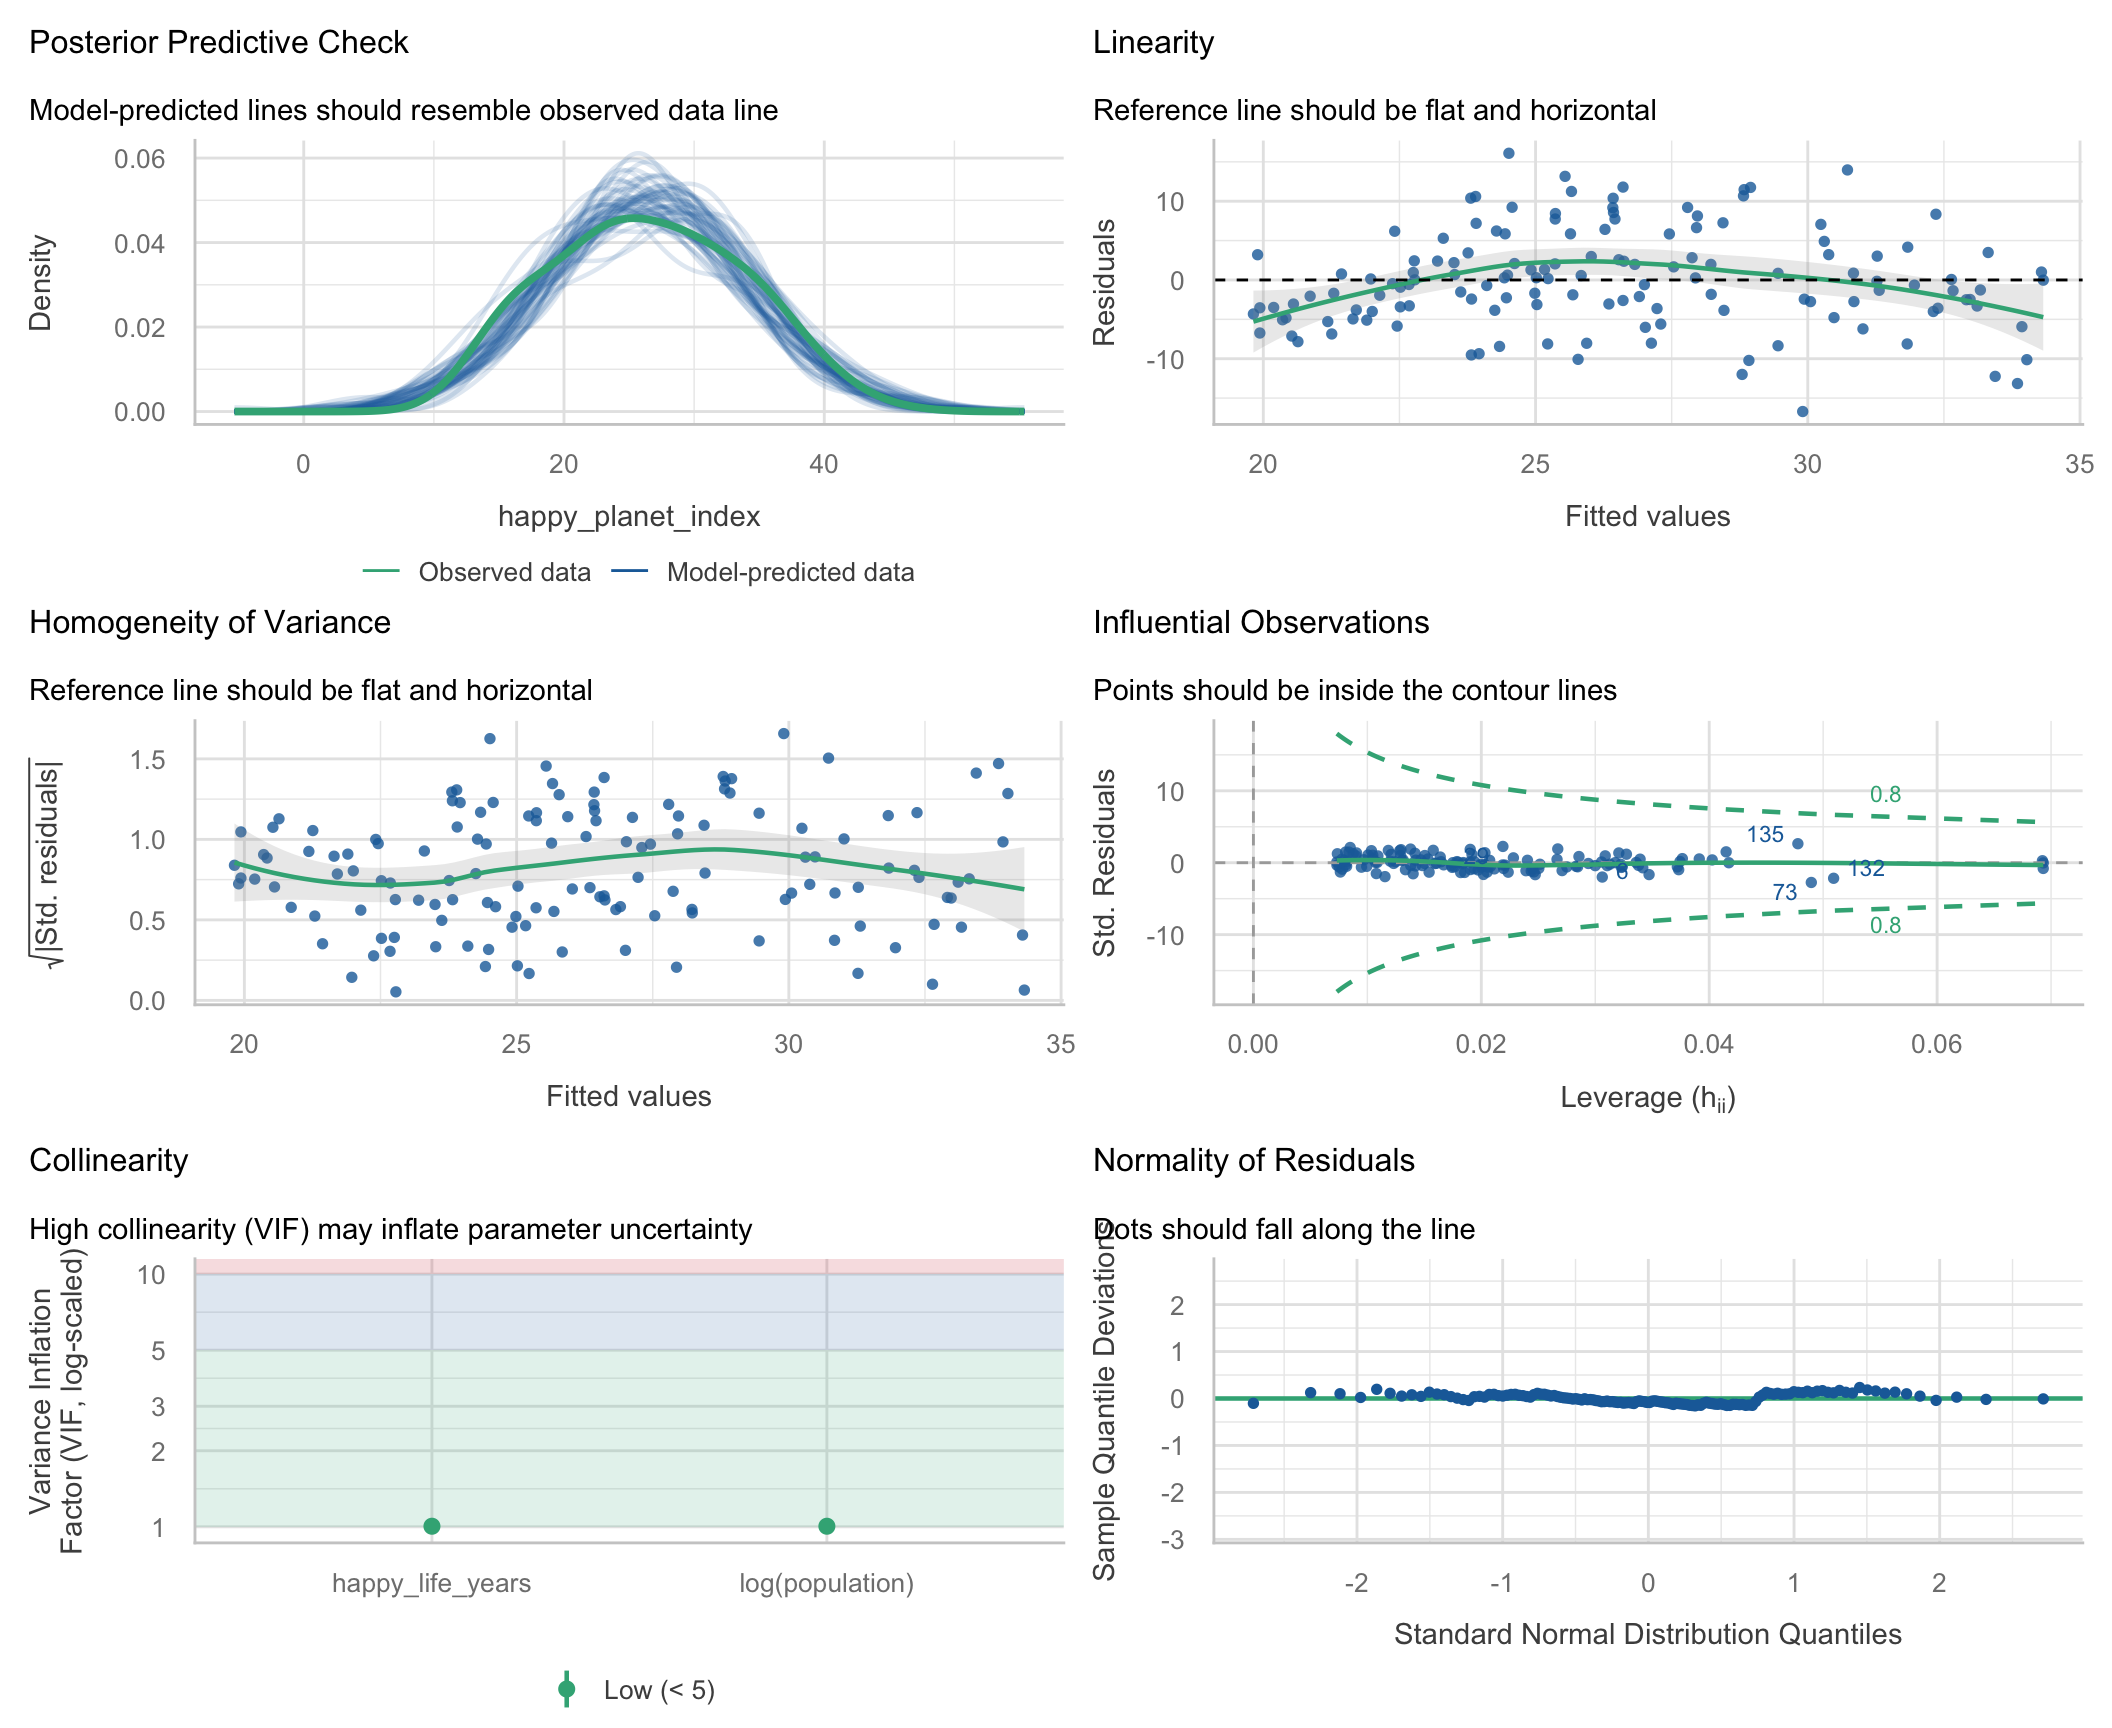 Posterior Predictive Check
Model-predicted lines should resemble observed data line
0.06
0.04
0.02
0.00
Density
0 20 40
happy_planet_index
Observed data Model-predicted data
Linearity
Reference line should be flat and horizontal
10
0
-10
Residuals
20 25 30 35
Fitted values
Homogeneity of Variance
Reference line should be flat and horizontal
1.5
1.0
0.5
0.0
√|Std. residuals|
20 25 30 35
Fitted values
Influential Observations
Points should be inside the contour lines
10
0
-10
Std. Residuals
0.8
135
6
132
73
0.8
0.00 0.02 0.04 0.06
Leverage (hii)
Collinearity
High collinearity (VIF) may inflate parameter uncertainty
10
5
3
2
1
Variance Inflation
Factor (VIF, log-scaled)
happy_life_years log(population)
Low (< 5)
Normality of Residuals
Dots should fall along the line
2
1
0
-1
-2
-3
Sample Quantile Deviations
-2 -1 0 1 2
Standard Normal Distribution Quantiles